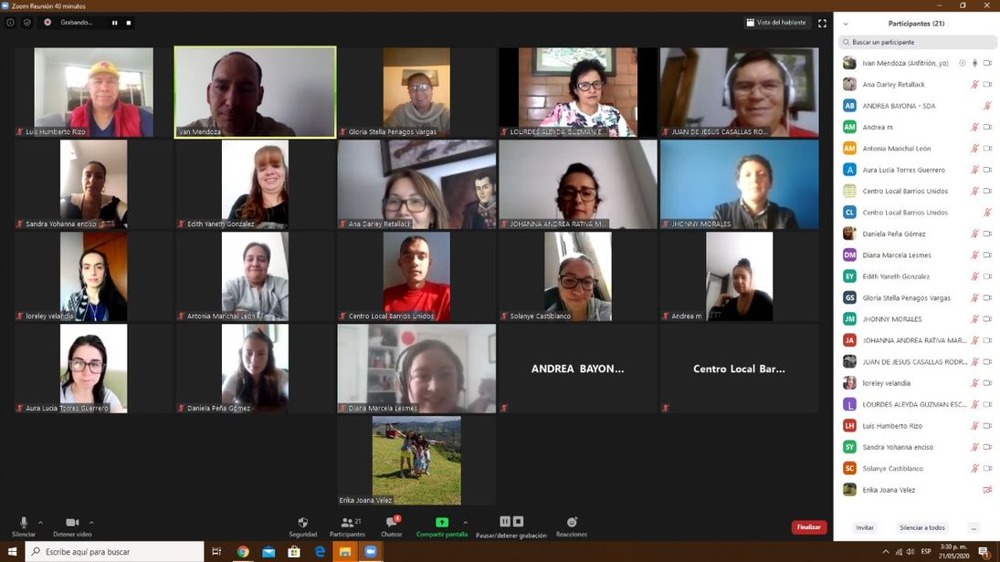 Zoom Reunión 40 minutos
Grabando...
Vista del hablante
Luis Humberto Rizo
Ivan Mendoza
Gloria Stella Penagos Vargas
LOURDES ALEYDA GUZMAN E...
JUAN DE JESUS CASALLAS RO...
Sandra Yohanna enciso
Edith Yaneth Gonzalez
Ana Darley Retallack
JOHANNA ANDREA RATIVA M...
JHONNY MORALES
loreley velandia
Antonia Marichal León
Centro Local Barrios Unidos
Solanye Castiblanco
Andrea m
Aura Lucia Torres Guerrero
Daniela Peña Gómez
Diana Marcela Lesmes
ANDREA BAYON...
Centro Local Bar...
Erika Joana Velez
Silenciar
Detener video
Seguridad
21
Participantes
4
Chatear
Compartir pantalla
Pausar/detener grabación
Reacciones
Finalizar
Participantes (21)
Buscar un participante
Ivan Mendoza (Anfitrión, yo)
Ana Darley Retallack
AB ANDREA BAYONA - SDA
AM Andrea m
AM Antonia Marichal León
A Aura Lucia Torres Guerrero
Centro Local Barrios Unidos
CL Centro Local Barrios Unidos
Daniela Peña Gómez
DM Diana Marcela Lesmes
EY Edith Yaneth Gonzalez
GS Gloria Stella Penagos Vargas
JM JHONNY MORALES
JA JOHANNA ANDREA RATIVA MAR...
JUAN DE JESUS CASALLAS RODR...
loreley velandia
L LOURDES ALEYDA GUZMAN ESC...
LH Luis Humberto Rizo
SY Sandra Yohanna enciso
SC Solanye Castiblanco
Erika Joana Velez
Invitar
Silenciar a todos
...
Escribe aquí para buscar
ESP
3:30 p. m.
21/05/2020